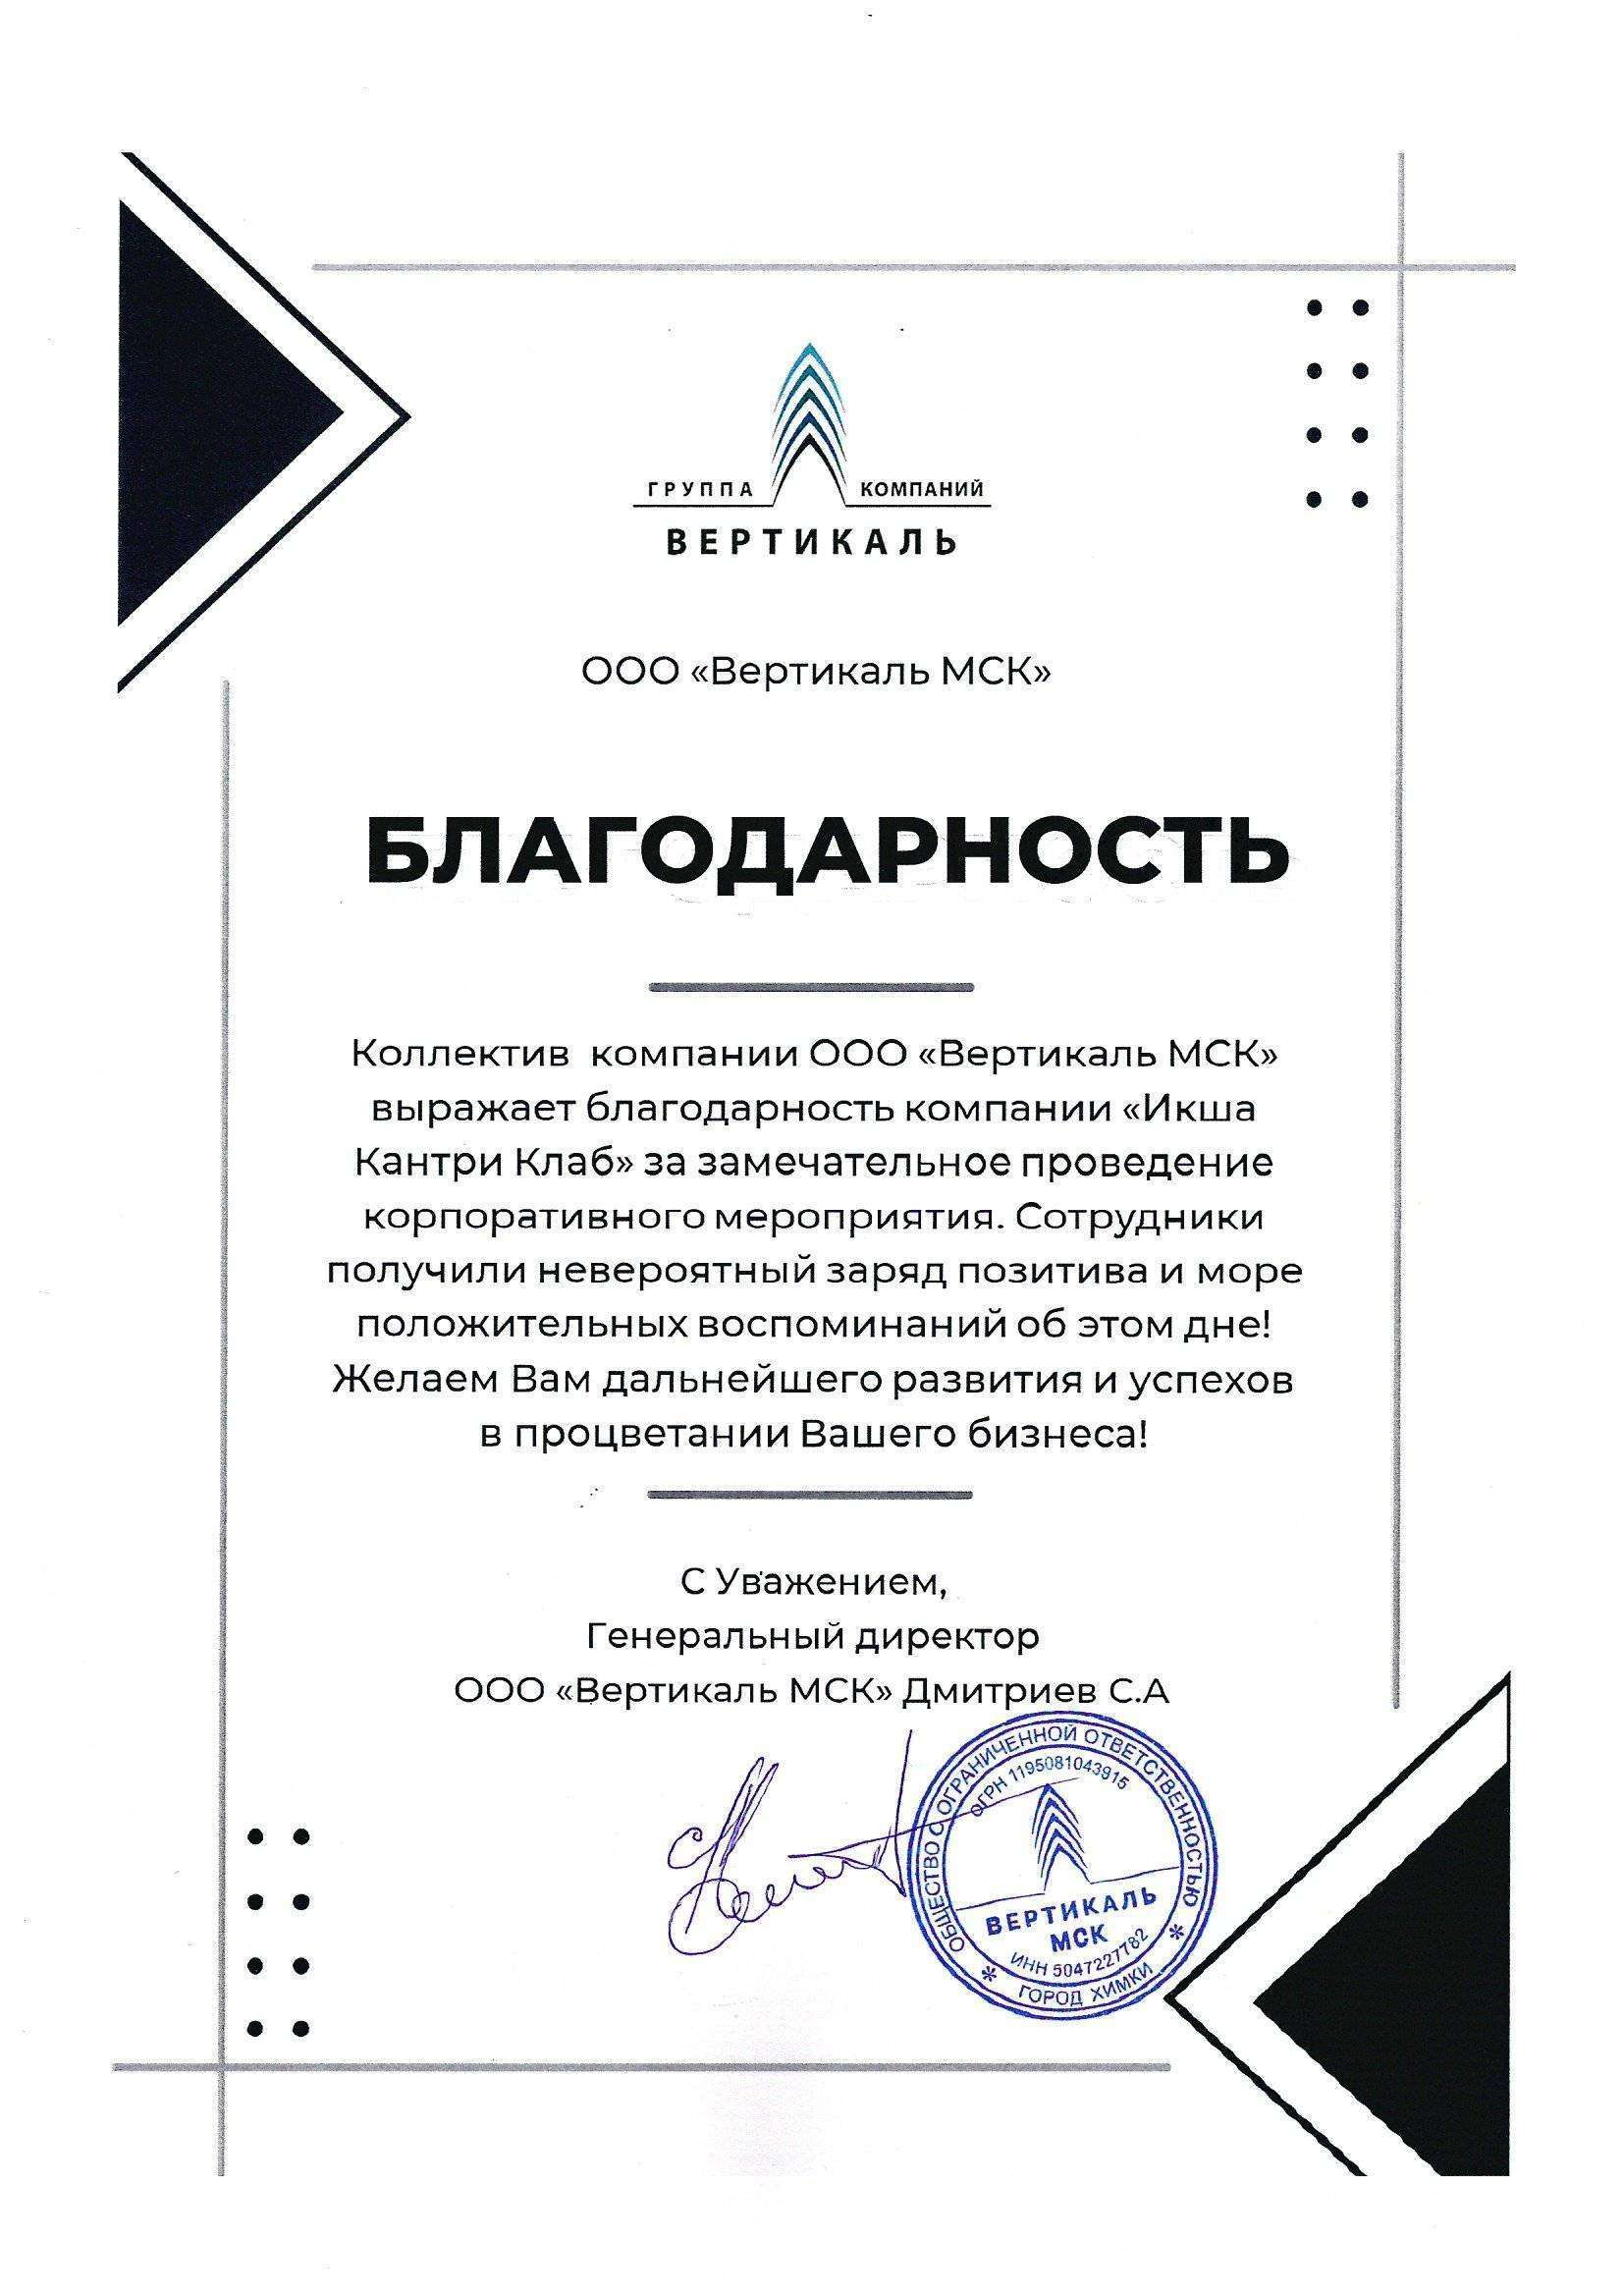 ГРУППА КОМПАНИЙ
ВЕРТИКАЛЬ
ООО «Вертикаль МСК»
БЛАГОДАРНОСТЬ
Коллектив компании ООО «Вертикаль МСК»
выражает благодарность компании «Икша
Кантри Клаб» за замечательное проведение
корпоративного мероприятия. Сотрудники
получили невероятный заряд позитива и море
положительных воспоминаний об этом дне!
Желаем Вам дальнейшего развития и успехов
в процветании Вашего бизнеса!
С Уважением,
Генеральный директор
ООО «Вертикаль МСК» Дмитриев С.А
ОБЩЕСТВО С ОГРАНИЧЕННОЙ ОТВЕТСТВЕННОСТЬЮ
ОГРН 1195081043915
ВЕРТИКАЛЬ
МСК
ИНН 5047227782
ГОРОД ХИМКИ